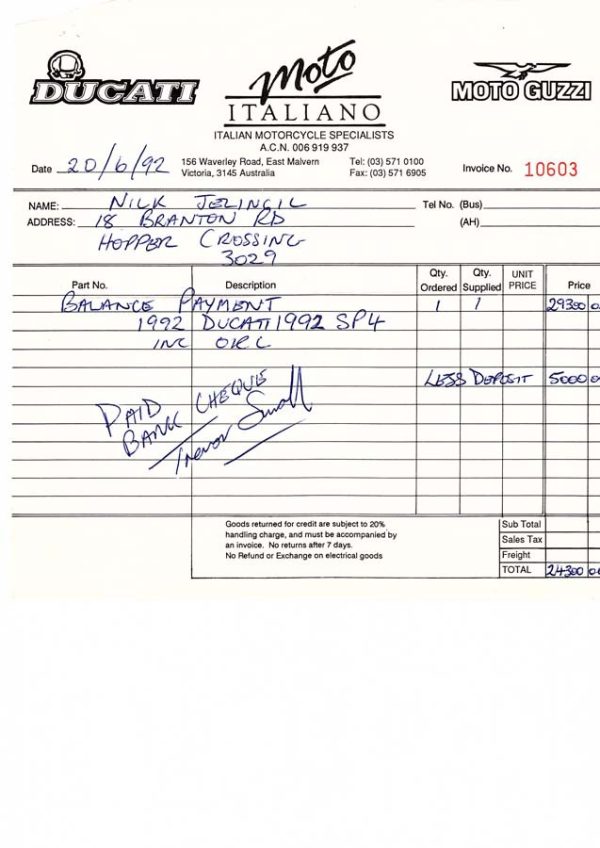 DUCATI
Moto
ITALIANO
MOTO GUZZI
ITALIAN MOTORCYCLE SPECIALISTS
A.C.N. 006 919 937
Date 20/6/92
156 Waverley Road, East Malvern
Victoria, 3145 Australia
Tel: (03) 571 0100
Fax: (03) 571 6905
Invoice No. 10603
NAME: NICK
Tel No. (Bus)
ADDRESS: 18 BRANTON RD
(AH)
HOPPER CROSSING
3029
Part No. Description Qty. Ordered Qty. Supplied UNIT PRICE Price
BALANCE PAYMENT 1 1 29300
1992 DUCATI 1992 SP4
INC ORC
LESS DEPOSIT 5000
PAID
BANK CHEQUE
Trevor Small
Goods returned for credit are subject to 20%
handling charge, and must be accompanied by
an invoice. No returns after 7 days.
No Refund or Exchange on electrical goods
Sub Total
Sales Tax
Freight
TOTAL 24300